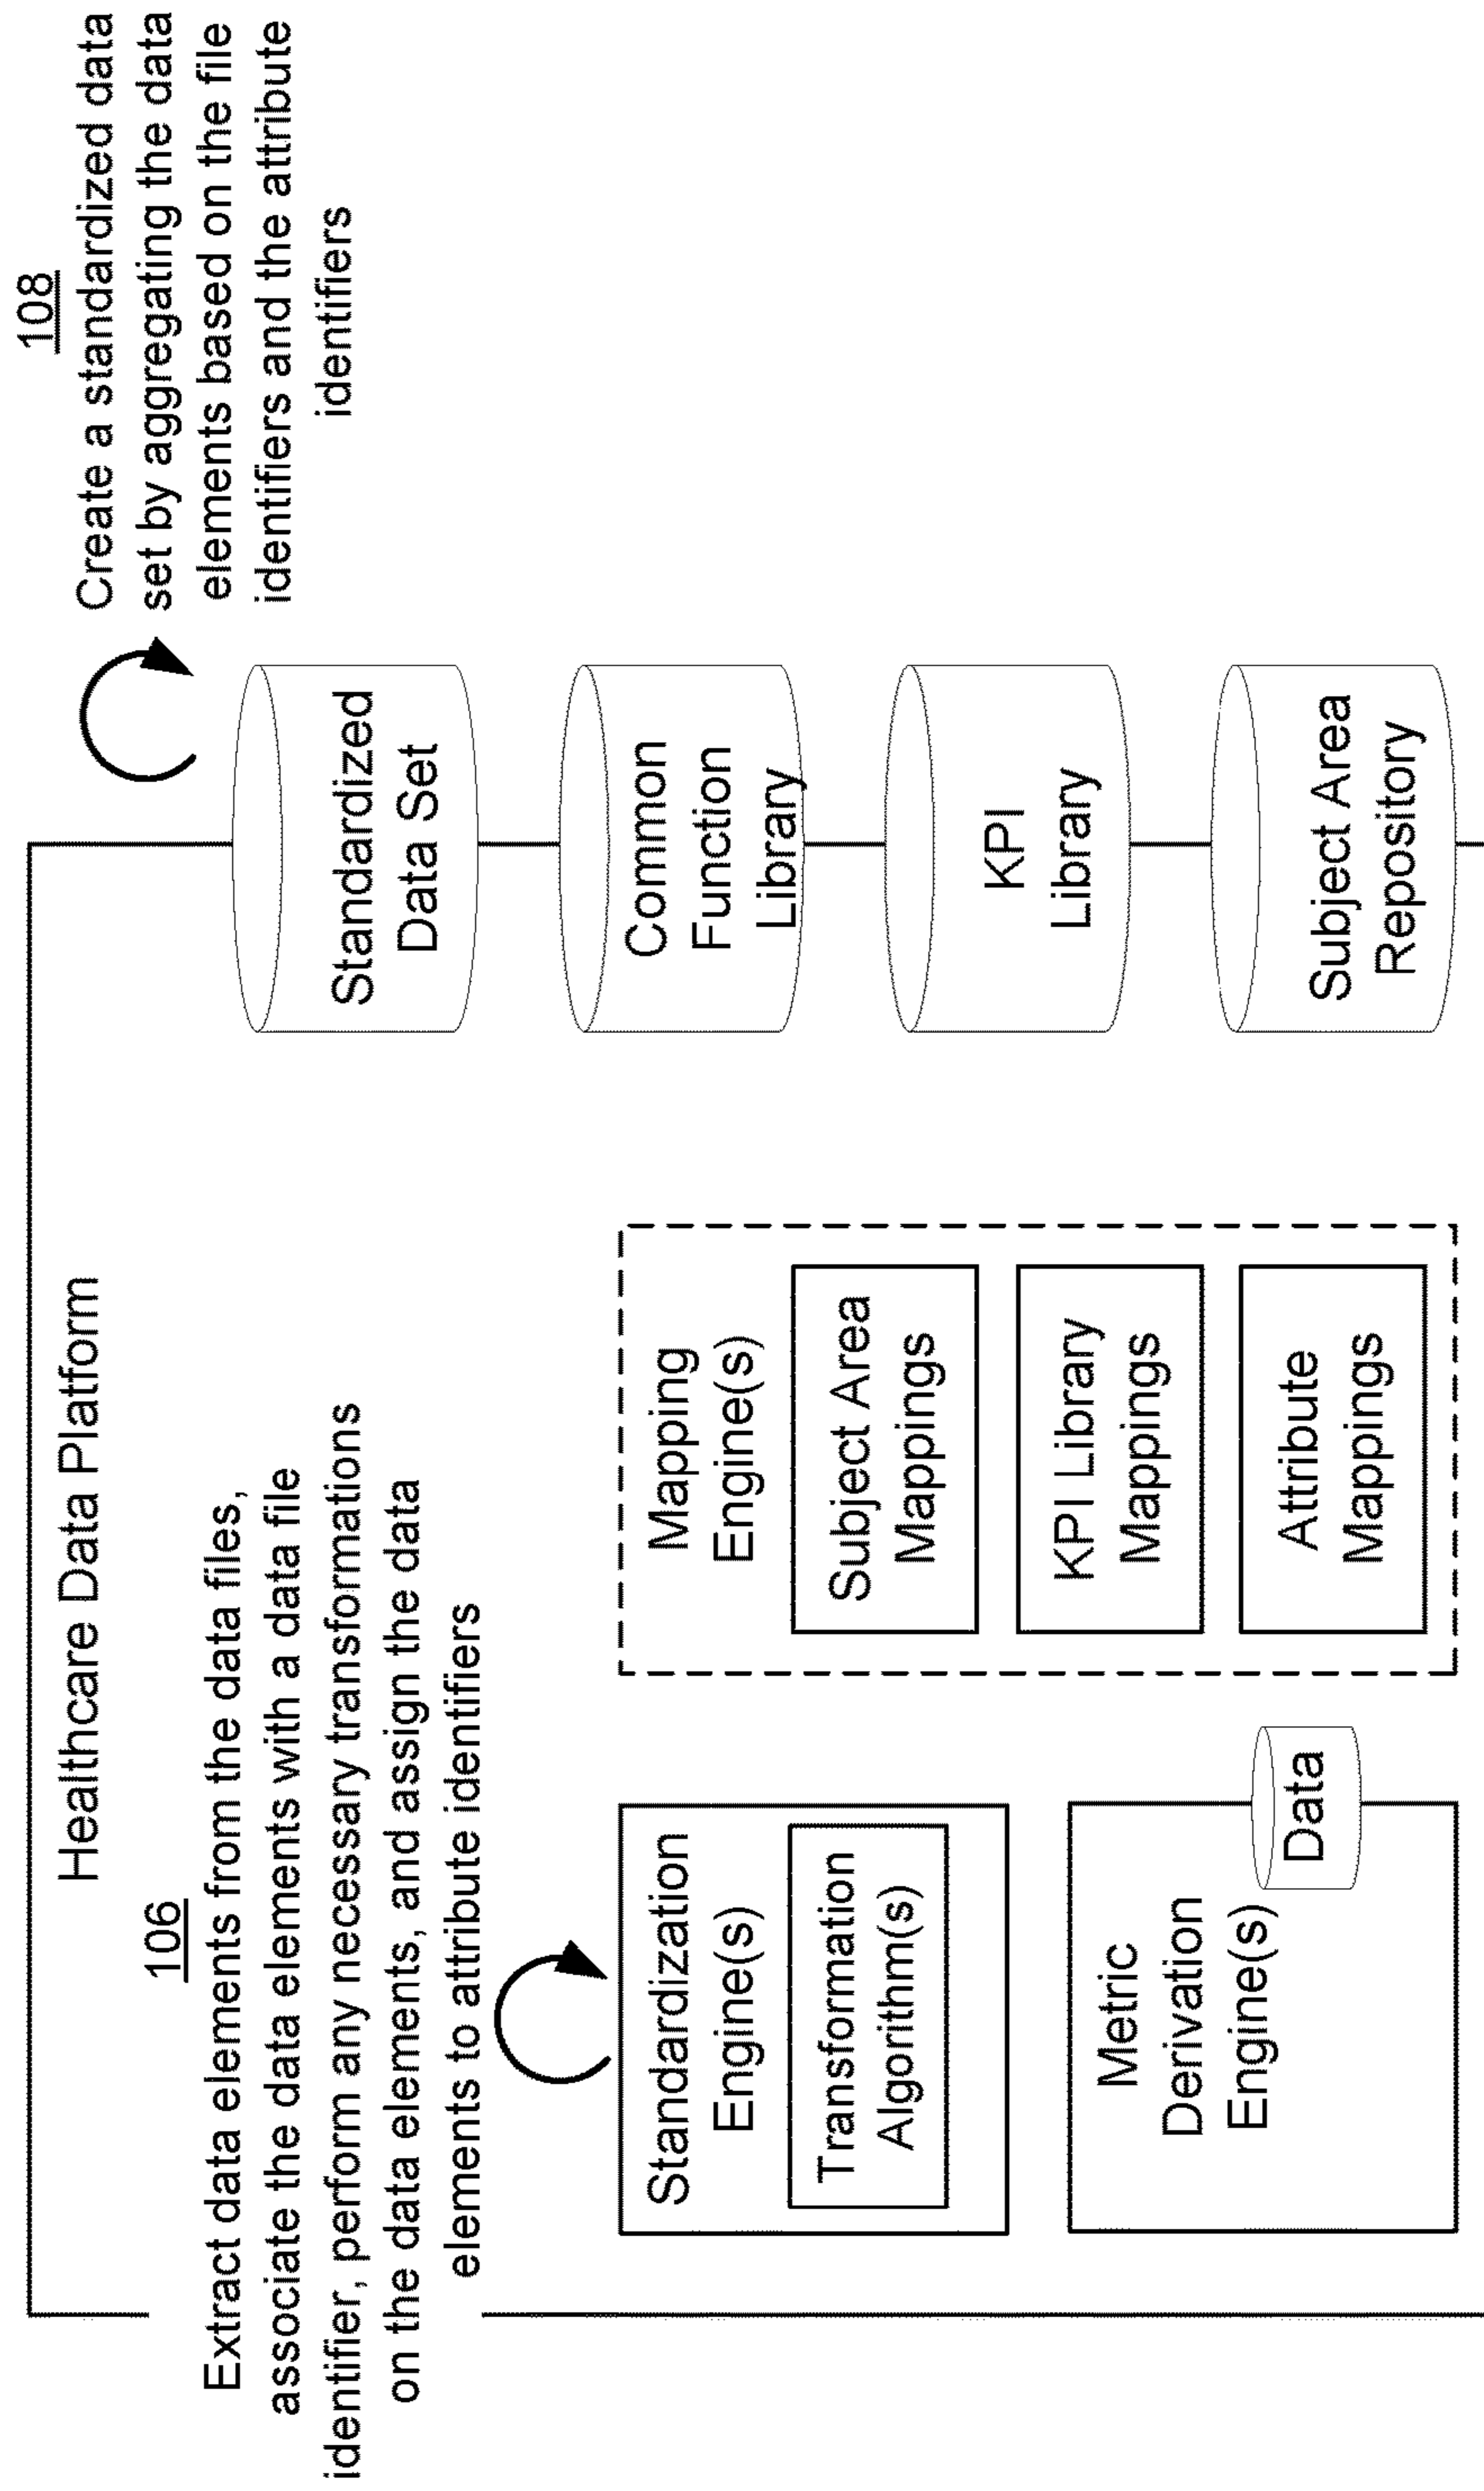 Healthcare Data Platform
106
Extract data elements from the data files,
associate the data elements with a data file
identifier, perform any necessary transformations
on the data elements, and assign the data
elements to attribute identifiers
108
Create a standardized data
set by aggregating the data
elements based on the file
identifiers and the attribute
identifiers
Standardization
Engine(s)
Transformation
Algorithm(s)
Metric
Derivation
Engine(s)
Data
Mapping
Engine(s)
Subject Area
Mappings
KPI Library
Mappings
Attribute
Mappings
Standardized
Data Set
Common
Function
Library
KPI
Library
Subject Area
Repository